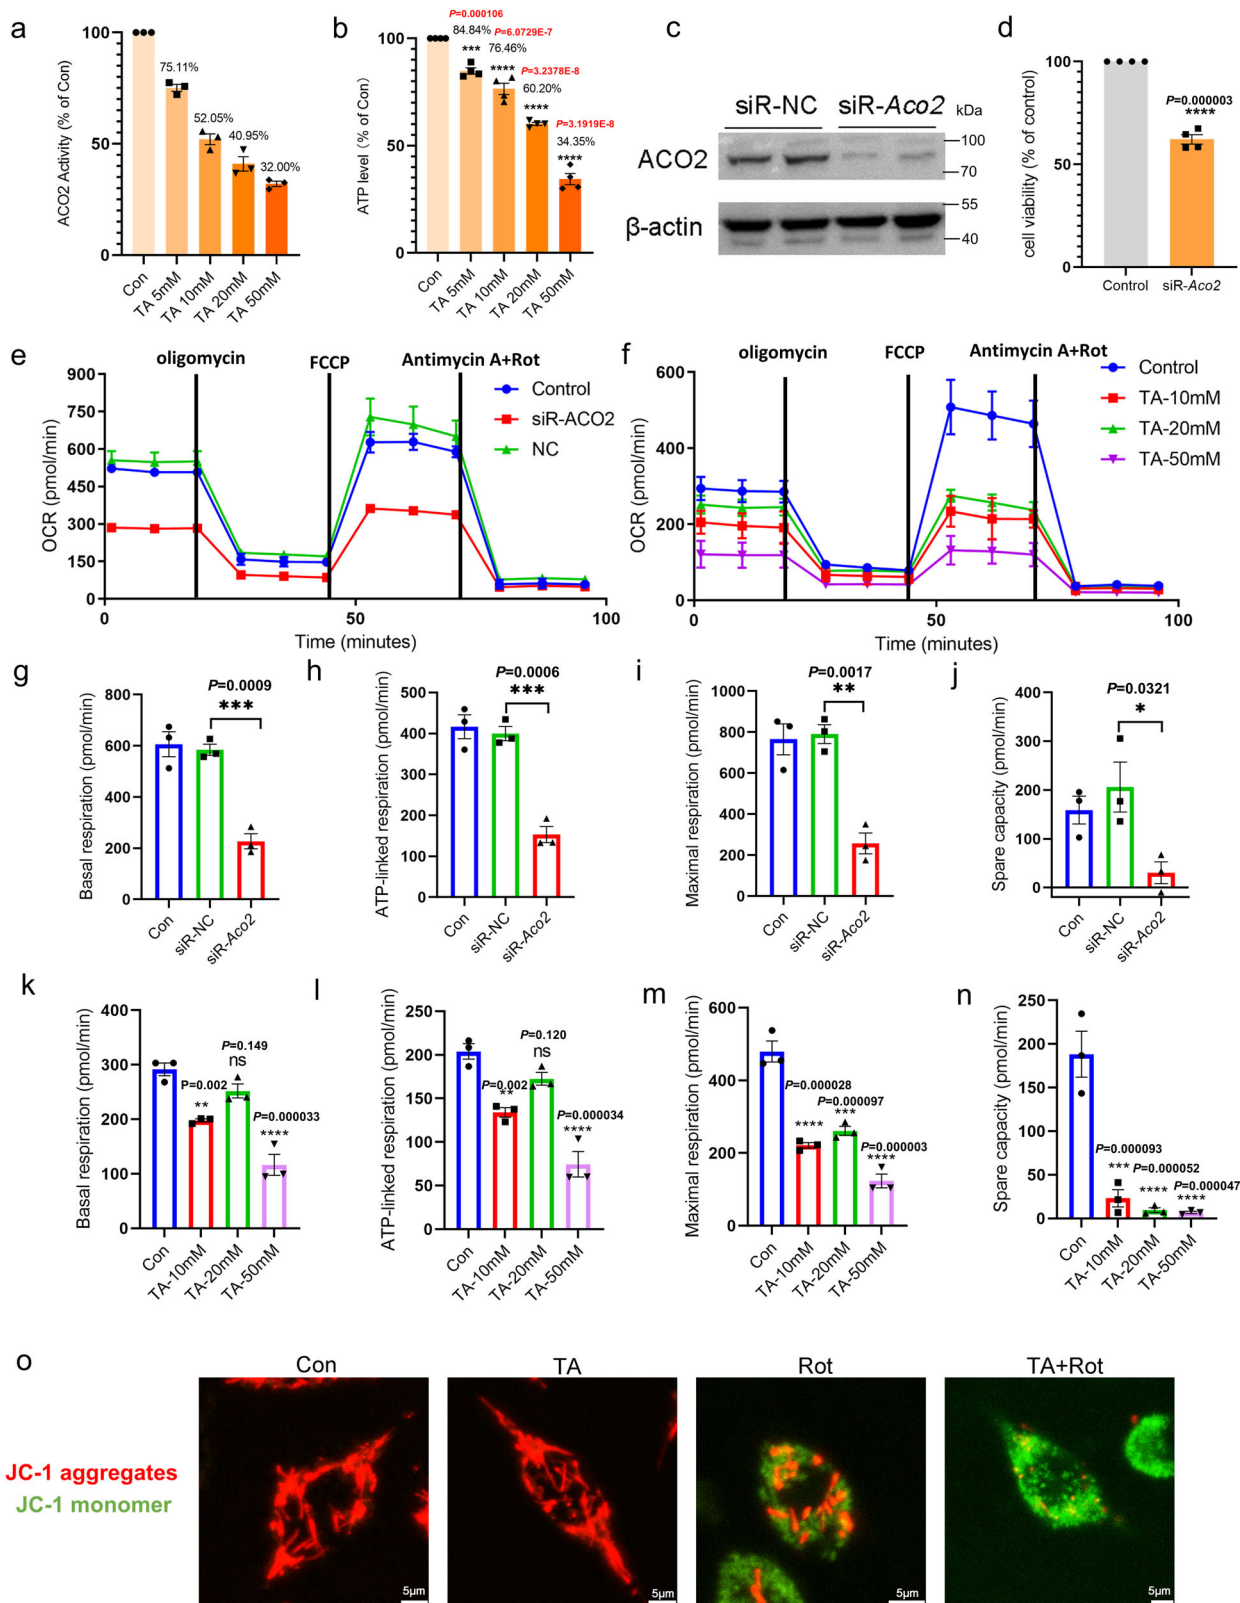 a
ACO2 Activity (% of Con)
100
50
0
75.11%
52.05%
40.95%
32.00%
Con
TA 5mM
TA 10mM
TA 20mM
TA 50mM
b
ATP level (% of Con)
100
50
0
P=0.000106
84.84%
***
P=6.0729E-7
76.46%
****
P=3.2378E-8
60.20%
****
P=3.1919E-8
34.35%
****
Con
TA 5mM
TA 10mM
TA 20mM
TA 50mM
c
siR-NC
siR-Aco2
kDa
ACO2
100
70
β-actin
55
40
d
cell viability (% of control)
100
50
0
P=0.000003
****
Control
siR-Aco2
e
oligomycin
FCCP
Antimycin A+Rot
OCR (pmol/min)
900
750
600
450
300
150
0
0
50
100
Time (minutes)
Control
siR-ACO2
NC
f
oligomycin
FCCP
Antimycin A+Rot
OCR (pmol/min)
600
400
200
0
0
50
100
Time (minutes)
Control
TA-10mM
TA-20mM
TA-50mM
g
Basal respiration (pmol/min)
800
600
400
200
0
P=0.0009
***
Con
siR-NC
siR-Aco2
h
ATP-linked respiration (pmol/min)
500
400
300
200
100
0
P=0.0006
***
Con
siR-NC
siR-Aco2
i
Maximal respiration (pmol/min)
1000
800
600
400
200
0
P=0.0017
**
Con
siR-NC
siR-Aco2
j
Spare capacity (pmol/min)
400
300
200
100
0
P=0.0321
*
Con
siR-NC
siR-Aco2
k
Basal respiration (pmol/min)
400
300
200
100
0
P=0.002
**
P=0.149
ns
P=0.000033
****
Con
TA-10mM
TA-20mM
TA-50mM
l
ATP-linked respiration (pmol/min)
250
200
150
100
50
0
P=0.002
**
P=0.120
ns
P=0.000034
****
Con
TA-10mM
TA-20mM
TA-50mM
m
Maximal respiration (pmol/min)
600
400
200
0
P=0.000028
****
P=0.000097
***
P=0.000003
****
Con
TA-10mM
TA-20mM
TA-50mM
n
Spare capacity (pmol/min)
250
200
150
100
50
0
P=0.000093
***
P=0.000052
****
P=0.000047
****
Con
TA-10mM
TA-20mM
TA-50mM
o
Con
TA
Rot
TA+Rot
JC-1 aggregates
JC-1 monomer
5μm
5μm
5μm
5μm